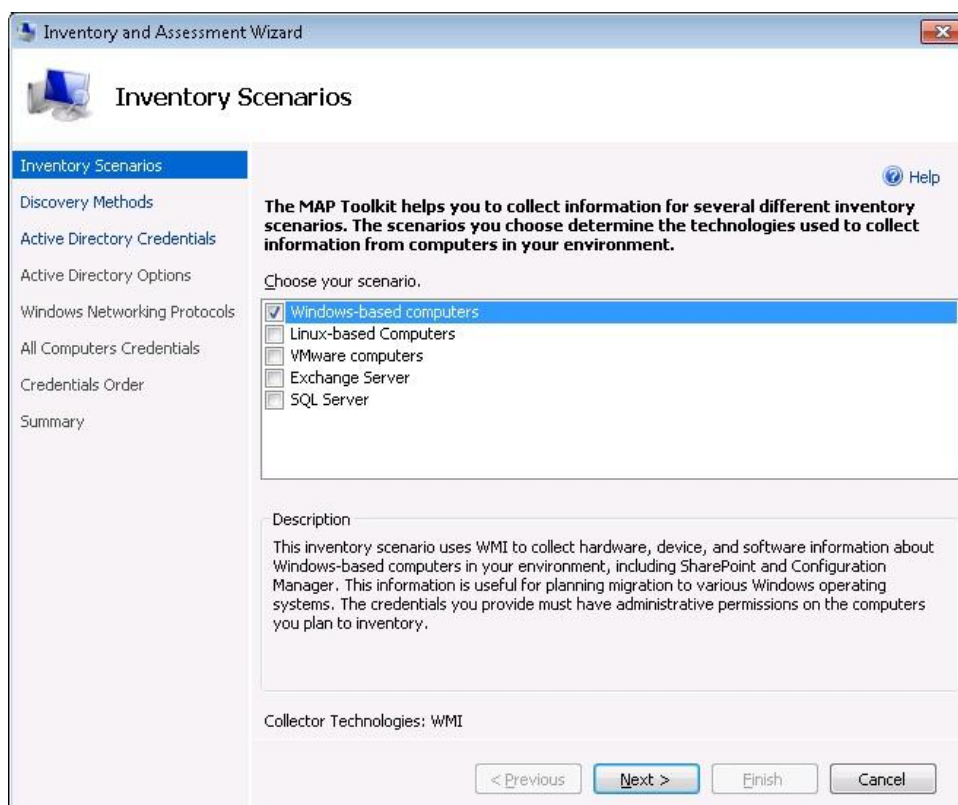 Inventory and Assessment Wizard
Inventory Scenarios
Inventory Scenarios
Discovery Methods
Active Directory Credentials
Active Directory Options
Windows Networking Protocols
All Computers Credentials
Credentials Order
Summary
Help
The MAP Toolkit helps you to collect information for several different inventory
scenarios. The scenarios you choose determine the technologies used to collect
information from computers in your environment.
Choose your scenario.
Windows-based computers
Linux-based Computers
VMware computers
Exchange Server
SQL Server
Description
This inventory scenario uses WMI to collect hardware, device, and software information about
Windows-based computers in your environment, including SharePoint and Configuration
Manager. This information is useful for planning migration to various Windows operating
systems. The credentials you provide must have administrative permissions on the computers
you plan to inventory.
Collector Technologies: WMI
< Previous
Next >
Finish
Cancel